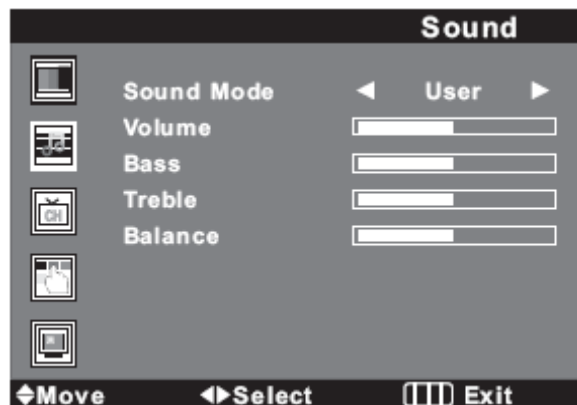 Sound
Sound Mode ◀ User ▶
Volume
Bass
Treble
CH
Balance
Move Select Exit